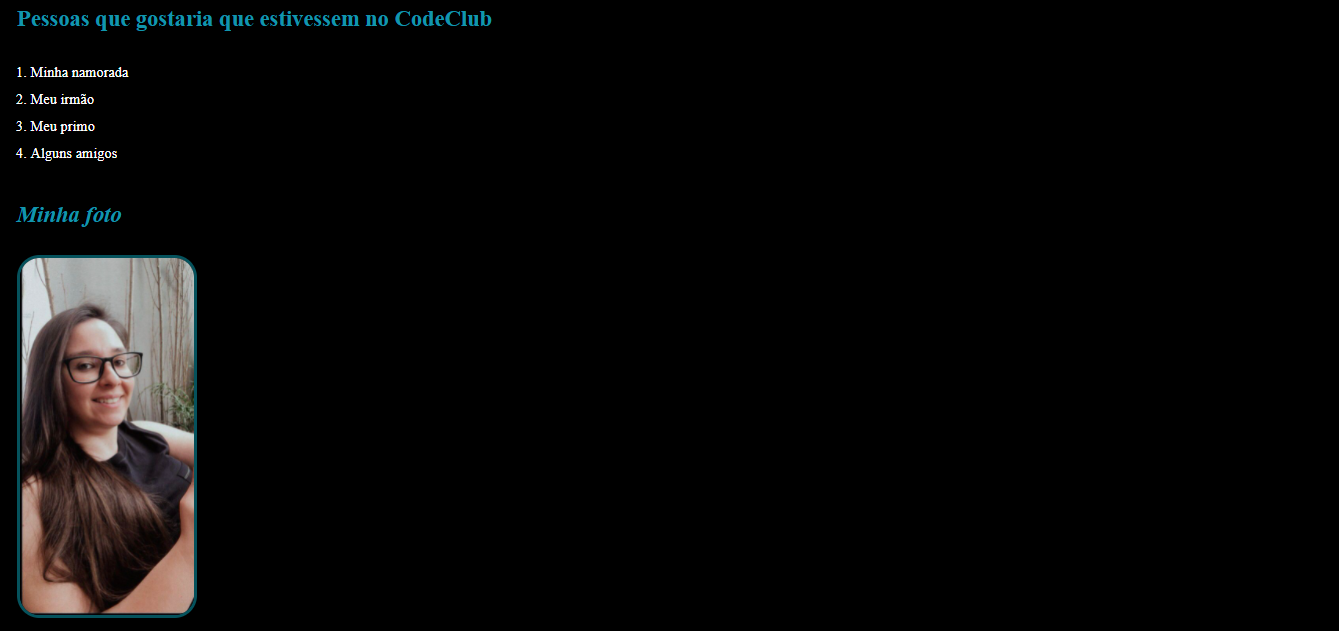 Pessoas que gostaria que estivessem no CodeClub
1. Minha namorada
2. Meu irmão
3. Meu primo
4. Alguns amigos
Minha foto